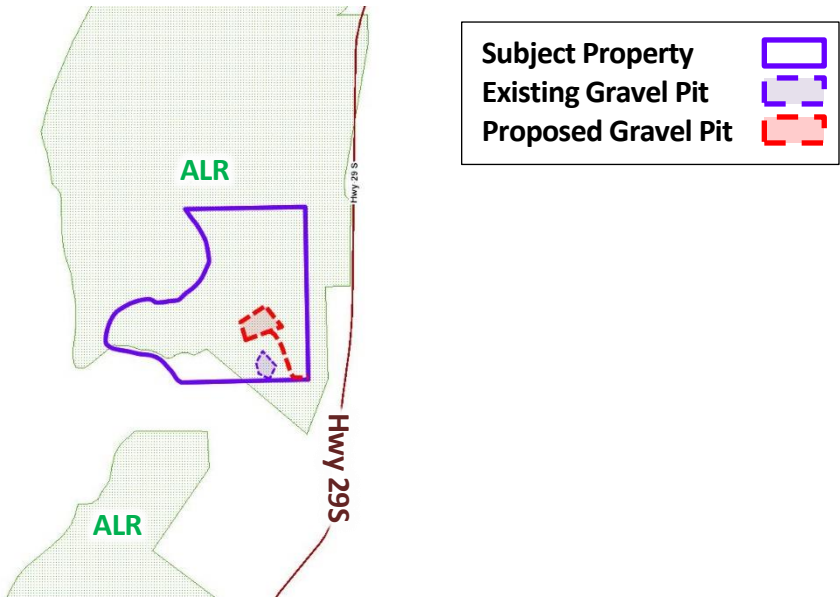 Subject Property
Existing Gravel Pit
Proposed Gravel Pit
ALR
Hwy 29 S
Hwy 29S
ALR